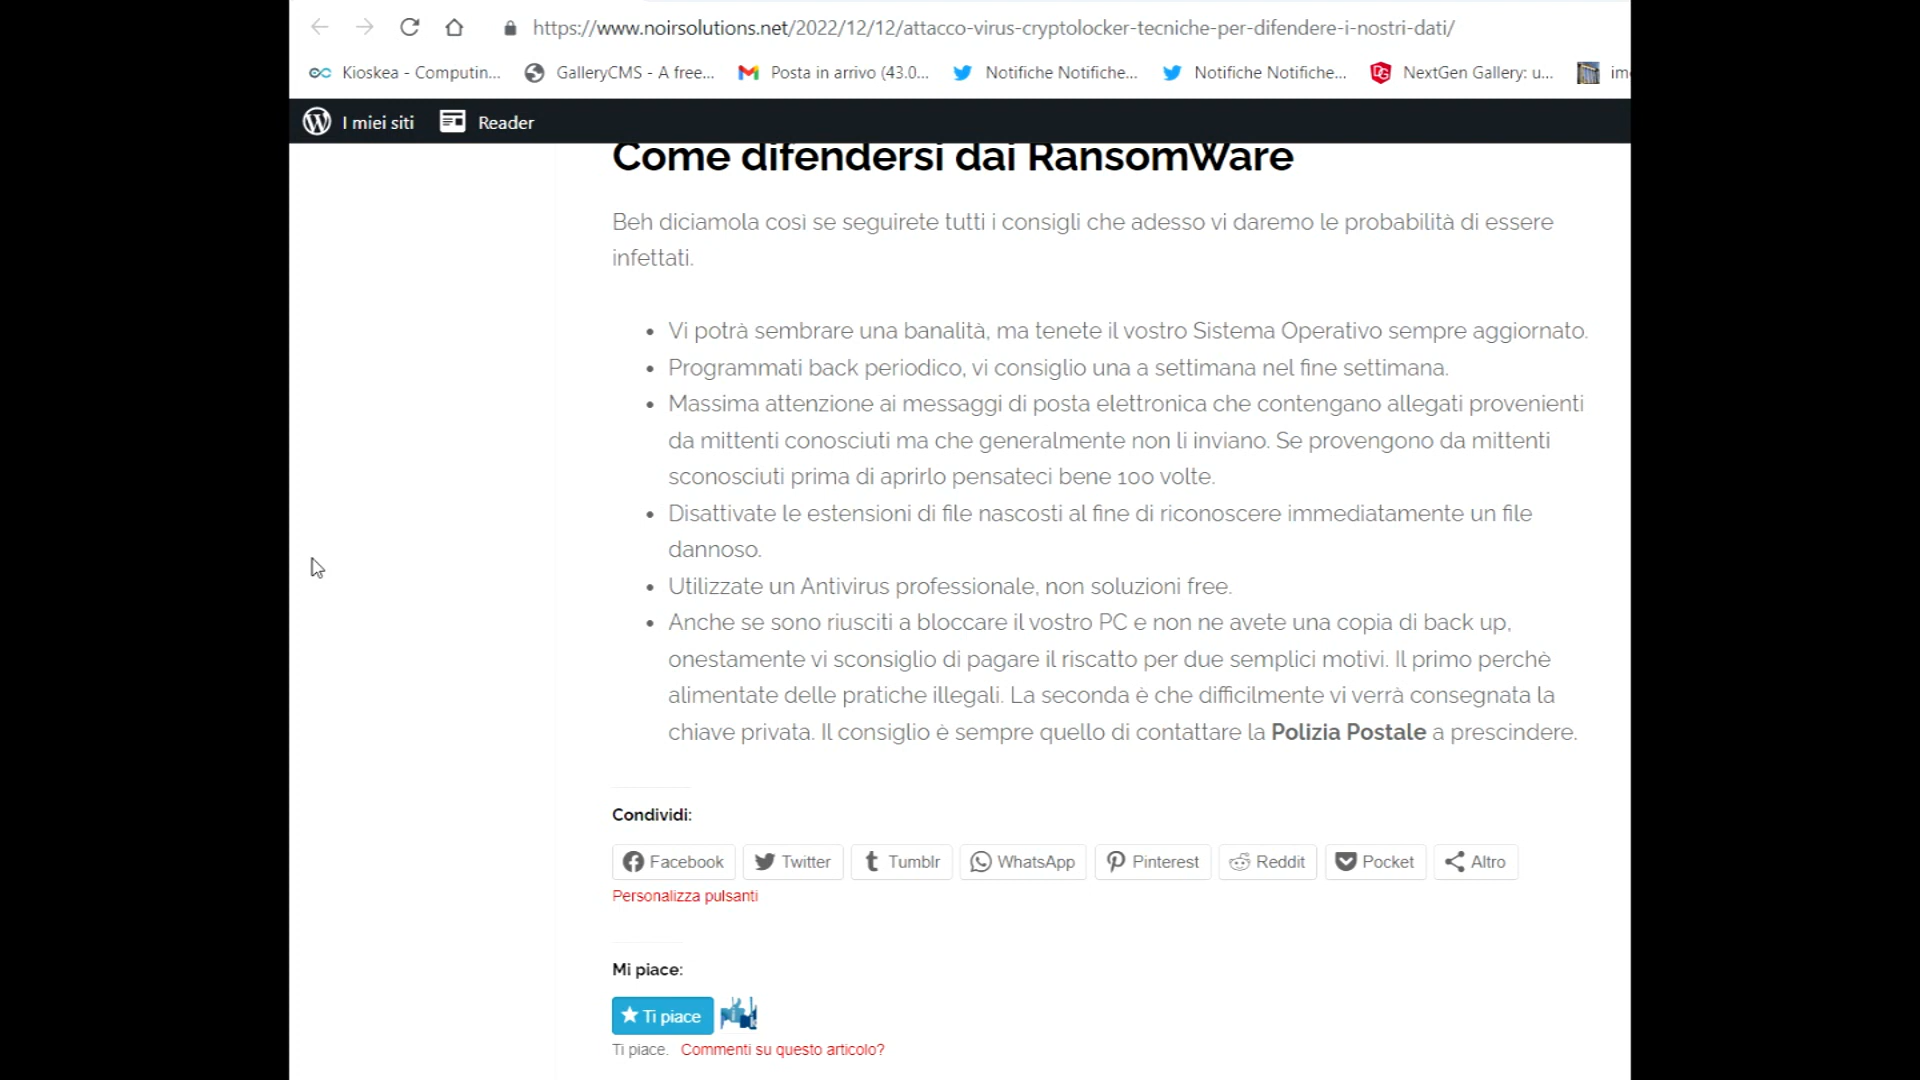 https://www.noirsolutions.net/2022/12/12/attacco-virus-cryptolocker-tecniche-per-difendere-i-nostri-dati/
Kioskea - Computin... GalleryCMS - A free... Posta in arrivo (43.0... Notifiche Notifiche... Notifiche Notifiche... NextGen Gallery: u...
I miei siti Reader
Come difendersi dai RansomWare
Beh diciamola così se seguirete tutti i consigli che adesso vi daremo le probabilità di essere
infettati.
• Vi potrà sembrare una banalità, ma tenete il vostro Sistema Operativo sempre aggiornato.
• Programmati back periodico, vi consiglio una a settimana nel fine settimana.
• Massima attenzione ai messaggi di posta elettronica che contengano allegati provenienti
da mittenti conosciuti ma che generalmente non li inviano. Se provengono da mittenti
sconosciuti prima di aprirlo pensateci bene 100 volte.
• Disattivate le estensioni di file nascosti al fine di riconoscere immediatamente un file
dannoso.
• Utilizzate un Antivirus professionale, non soluzioni free.
• Anche se sono riusciti a bloccare il vostro PC e non ne avete una copia di back up,
onestamente vi sconsiglio di pagare il riscatto per due semplici motivi. Il primo perchè
alimentate delle pratiche illegali. La seconda è che difficilmente vi verrà consegnata la
chiave privata. Il consiglio è sempre quello di contattare la Polizia Postale a prescindere.
Condividi:
Facebook Twitter Tumblr WhatsApp Pinterest Reddit Pocket Altro
Personalizza pulsanti
Mi piace:
Ti piace
Ti piace. Commenti su questo articolo?